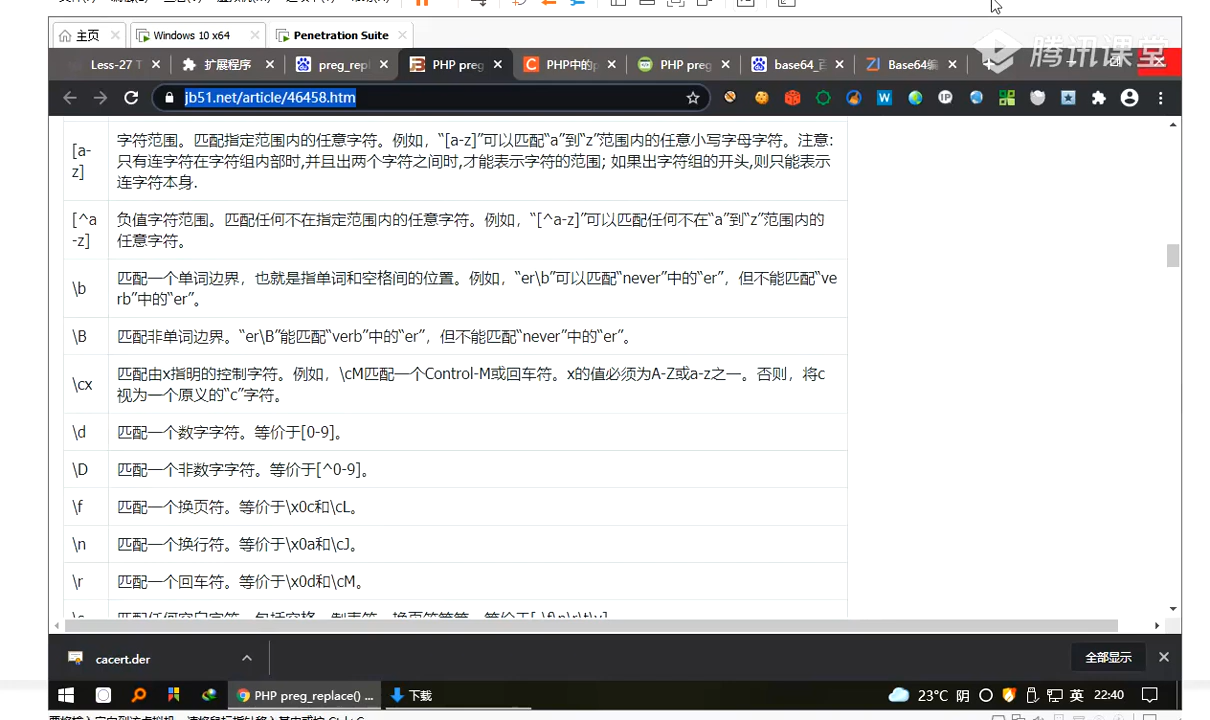 主页
Windows 10 x64
Penetration Suite
腾讯课堂
Less-27 T
扩展程序
preg_repl
PHP preg
PHP中的p
PHP preg
base64_百
Base64编
jb51.net/article/46458.htm
[a-
z]
字符范围。匹配指定范围内的任意字符。例如，“[a-z]”可以匹配“a”到“z”范围内的任意小写字母字符。注意:
只有连字符在字符组内部时,并且出两个字符之间时,才能表示字符的范围; 如果出字符组的开头,则只能表示
连字符本身.
[^a
-z]
负值字符范围。匹配任何不在指定范围内的任意字符。例如，“[^a-z]”可以匹配任何不在“a”到“z”范围内的
任意字符。
\b
匹配一个单词边界，也就是指单词和空格间的位置。例如，“er\b”可以匹配“never”中的“er”，但不能匹配“ve
rb”中的“er”。
\B
匹配非单词边界。“er\B”能匹配“verb”中的“er”，但不能匹配“never”中的“er”。
\cx
匹配由x指明的控制字符。例如，\cM匹配一个Control-M或回车符。x的值必须为A-Z或a-z之一。否则，将c
视为一个原义的“c”字符。
\d
匹配一个数字字符。等价于[0-9]。
\D
匹配一个非数字字符。等价于[^0-9]。
\f
匹配一个换页符。等价于\x0c和\cL。
\n
匹配一个换行符。等价于\x0a和\cJ。
\r
匹配一个回车符。等价于\x0d和\cM。
cacert.der
全部显示
PHP preg_replace() ...
下载
23°C 阴
英
22:40